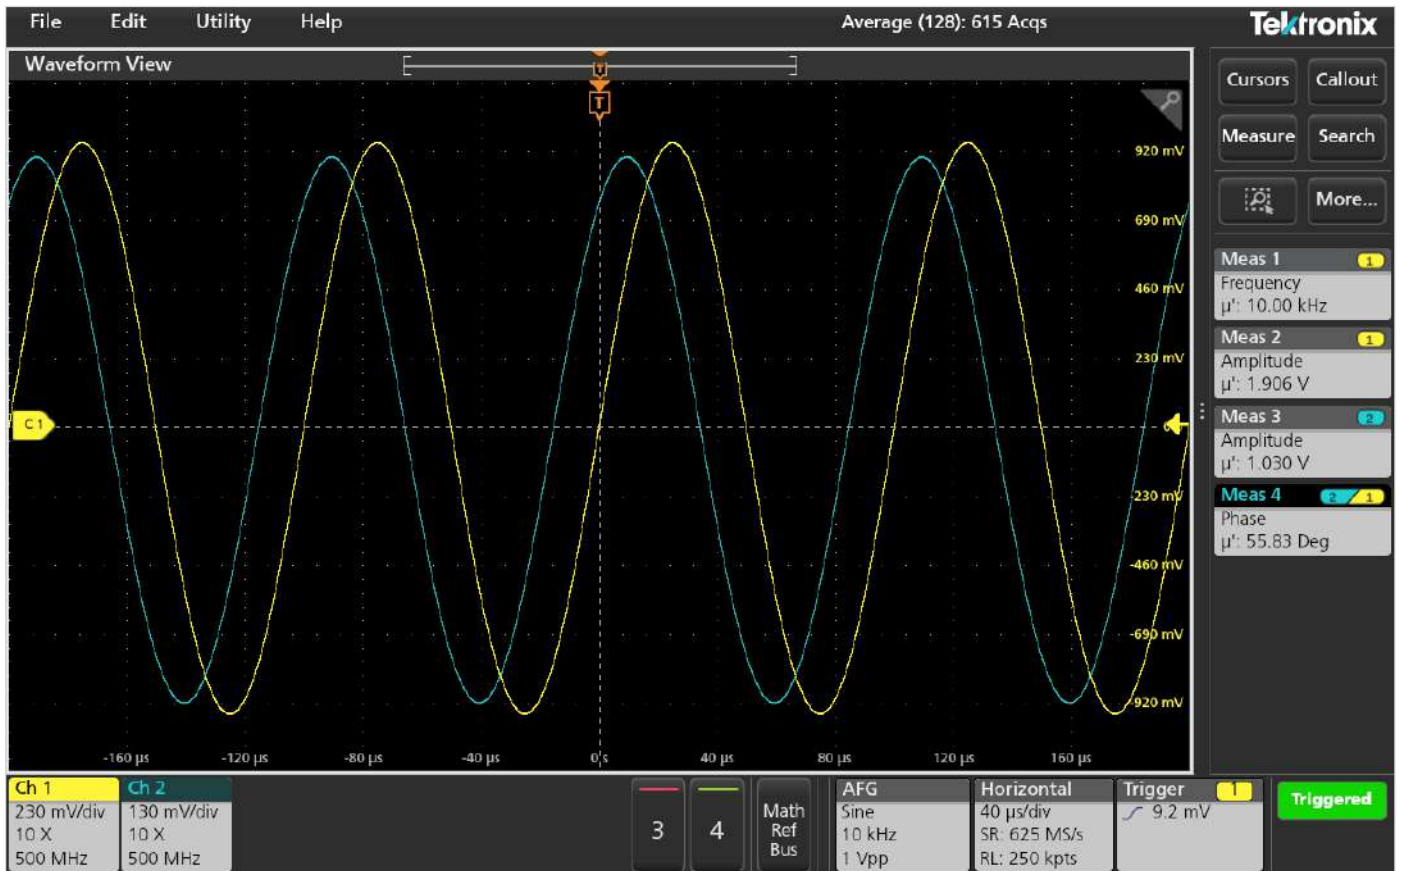 File Edit Utility Help Average (128): 615 Acqs Tektronix
Waveform View
T
T
Cursors Callout
Measure Search
More...
920 mV
690 mV
460 mV
230 mV
-230 mV
-460 mV
-690 mV
-920 mV
C 1
Meas 1 1
Frequency
µ': 10.00 kHz
Meas 2 1
Amplitude
µ': 1.906 V
Meas 3 2
Amplitude
µ': 1.030 V
Meas 4 2 1
Phase
µ': 55.83 Deg
-160 µs -120 µs -80 µs -40 µs 0 s 40 µs 80 µs 120 µs 160 µs
Ch 1
230 mV/div
10 X
500 MHz
Ch 2
130 mV/div
10 X
500 MHz
3
4
Math
Ref
Bus
AFG
Sine
10 kHz
1 Vpp
Horizontal
40 µs/div
SR: 625 MS/s
RL: 250 kpts
Trigger 1
9.2 mV
Triggered